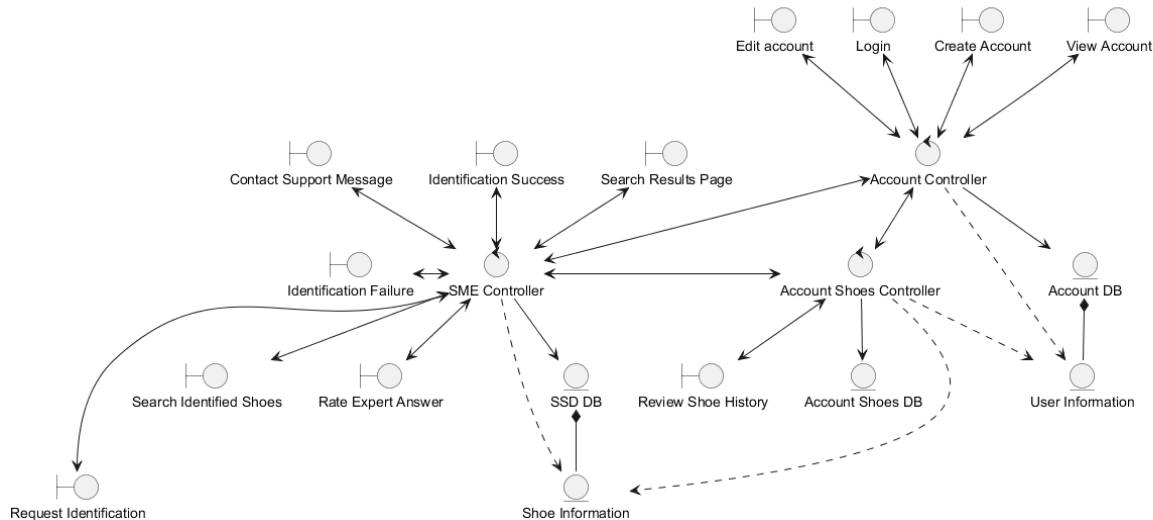 Edit account
Login
Create Account
View Account
Contact Support Message
Identification Success
Search Results Page
Account Controller
Identification Failure
SME Controller
Account Shoes Controller
Account DB
Search Identified Shoes
Rate Expert Answer
SSD DB
Review Shoe History
Account Shoes DB
User Information
Request Identification
Shoe Information